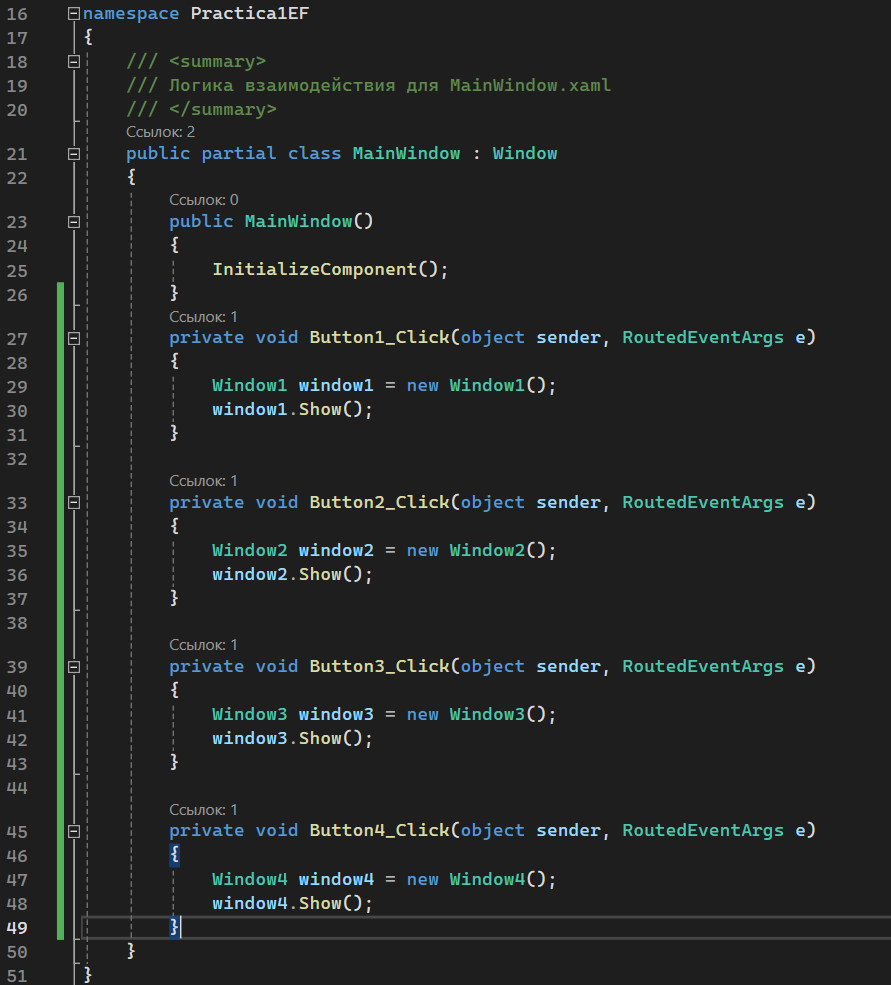 16 namespace Practica1EF
17 {
18 /// <summary>
19 /// Логика взаимодействия для MainWindow.xaml
20 /// </summary>
Ссылок: 2
21 public partial class MainWindow : Window
22 {
Ссылок: 0
23 public MainWindow()
24 {
25 InitializeComponent();
26 }
Ссылок: 1
27 private void Button1_Click(object sender, RoutedEventArgs e)
28 {
29 Window1 window1 = new Window1();
30 window1.Show();
31 }
32
Ссылок: 1
33 private void Button2_Click(object sender, RoutedEventArgs e)
34 {
35 Window2 window2 = new Window2();
36 window2.Show();
37 }
38
Ссылок: 1
39 private void Button3_Click(object sender, RoutedEventArgs e)
40 {
41 Window3 window3 = new Window3();
42 window3.Show();
43 }
44
Ссылок: 1
45 private void Button4_Click(object sender, RoutedEventArgs e)
46 {
47 Window4 window4 = new Window4();
48 window4.Show();
49 }
50 }
51 }